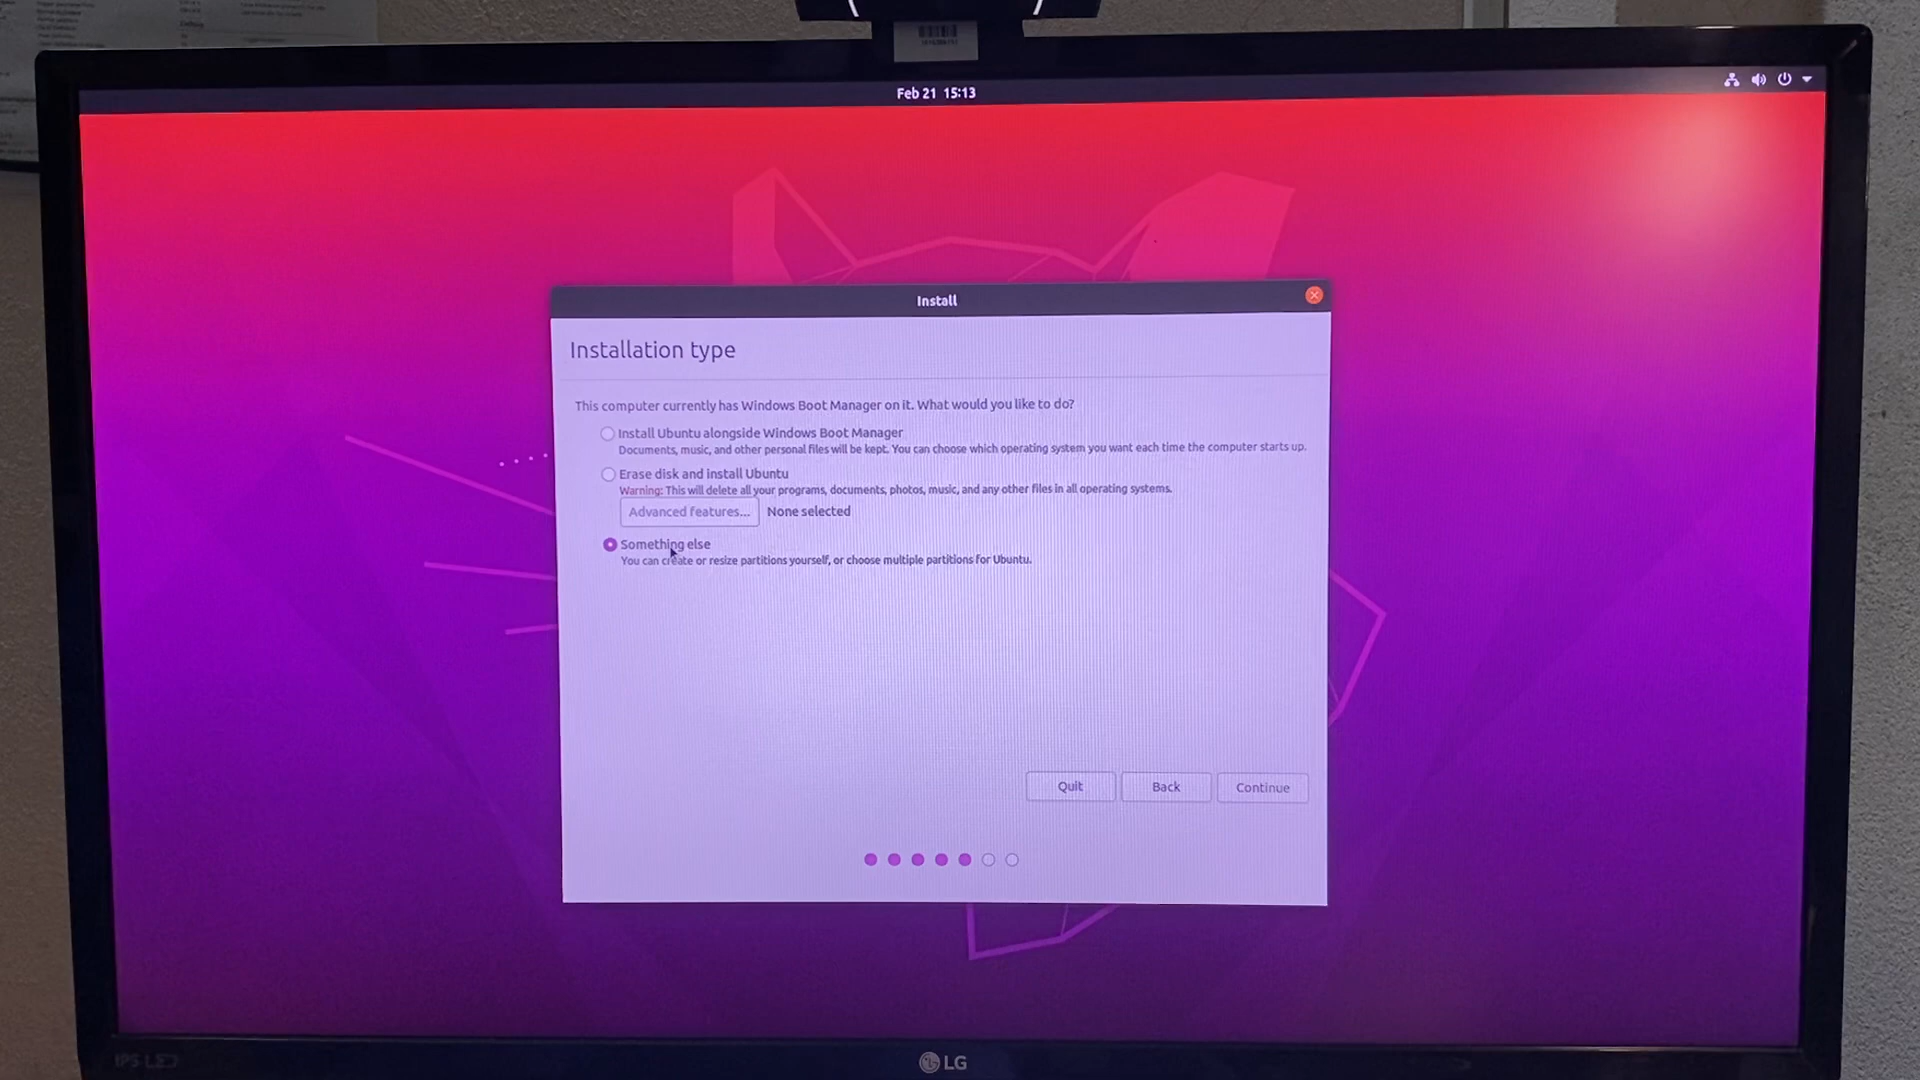 Feb 21 15:13
Install
Installation type
This computer currently has Windows Boot Manager on it. What would you like to do?
Install Ubuntu alongside Windows Boot Manager
Documents, music, and other personal files will be kept. You can choose which operating system you want each time the computer starts up.
Erase disk and install Ubuntu
Warning: This will delete all your programs, documents, photos, music, and any other files in all operating systems.
Advanced features... None selected
Something else
You can create or resize partitions yourself, or choose multiple partitions for Ubuntu.
Quit Back Continue
IPS LED
LG